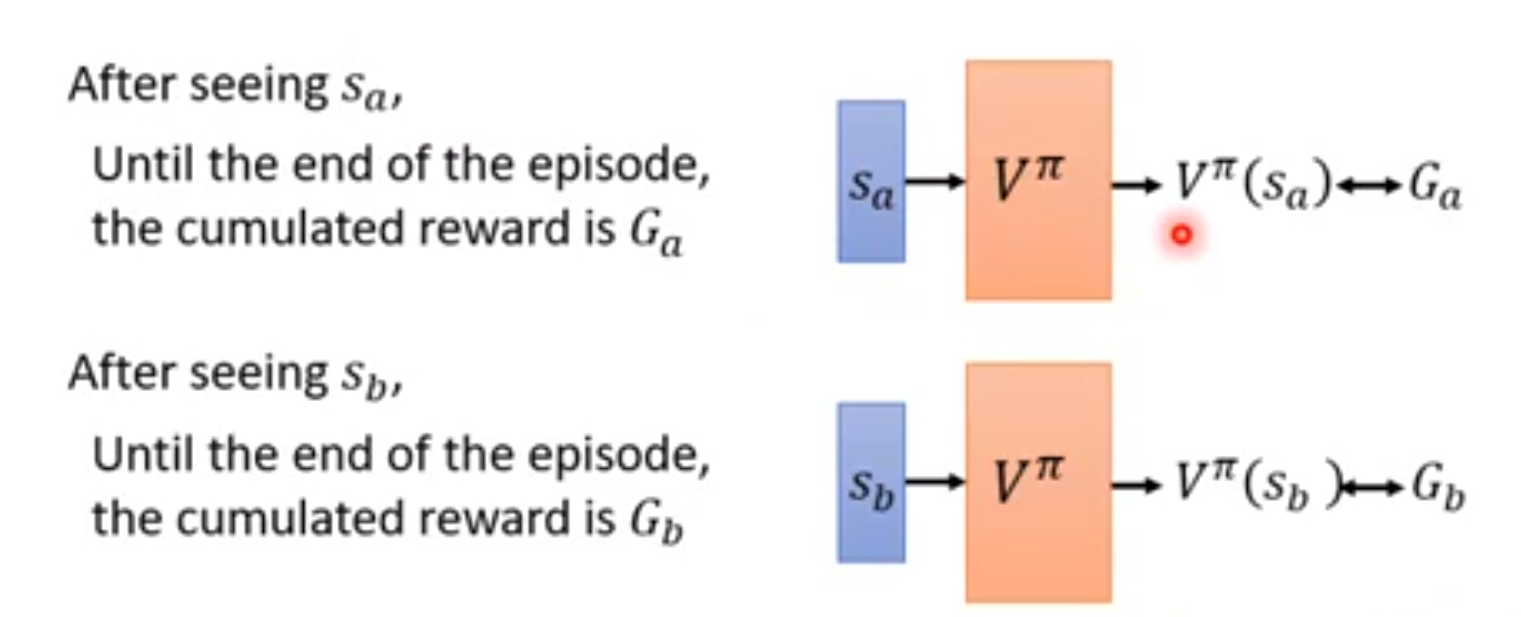 After seeing $s_a$,
Until the end of the episode,
the cumulated reward is $G_a$
$s_a$ → $V^\pi$ → $V^\pi(s_a)$ ↔ $G_a$
After seeing $s_b$,
Until the end of the episode,
the cumulated reward is $G_b$
$s_b$ → $V^\pi$ → $V^\pi(s_b)$ ↔ $G_b$